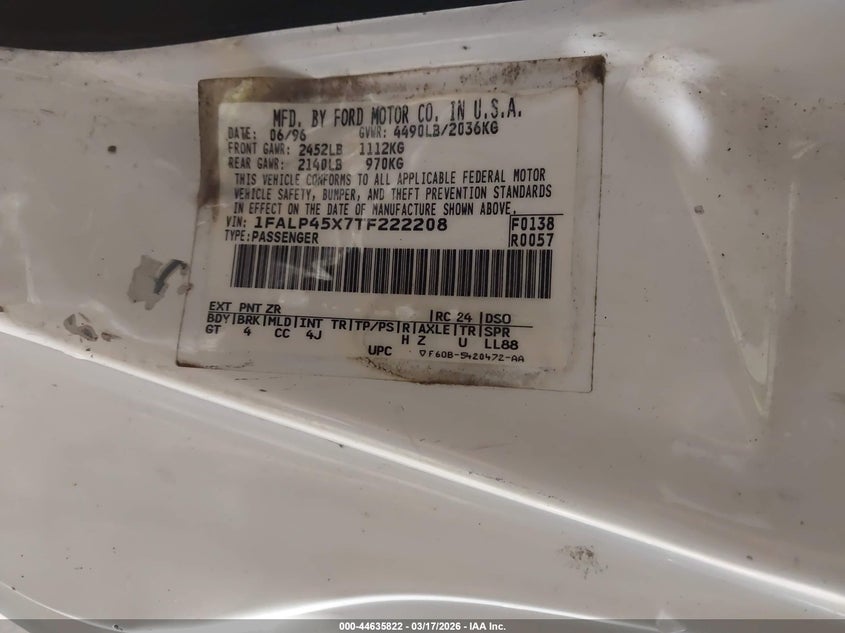 MFD. BY FORD MOTOR CO. IN U.S.A.
DATE: 06/96 GVWR: 4490LB/2036KG
FRONT GAWR: 2452LB 1112KG
REAR GAWR: 2140LB 970KG
THIS VEHICLE CONFORMS TO ALL APPLICABLE FEDERAL MOTOR
VEHICLE SAFETY, BUMPER, AND THEFT PREVENTION STANDARDS
IN EFFECT ON THE DATE OF MANUFACTURE SHOWN ABOVE.
VIN: 1FALP45X7TF222208 F0138
TYPE:PASSENGER R0057
EXT PNT ZR RC 24 DSO
BDY BRK MLD INT TR TP/PS R AXLE TR SPR
GT 4 CC 4J H Z U LL88
UPC F60B-5420472-AA
000-44635822 - 03/17/2026 - IAA Inc.